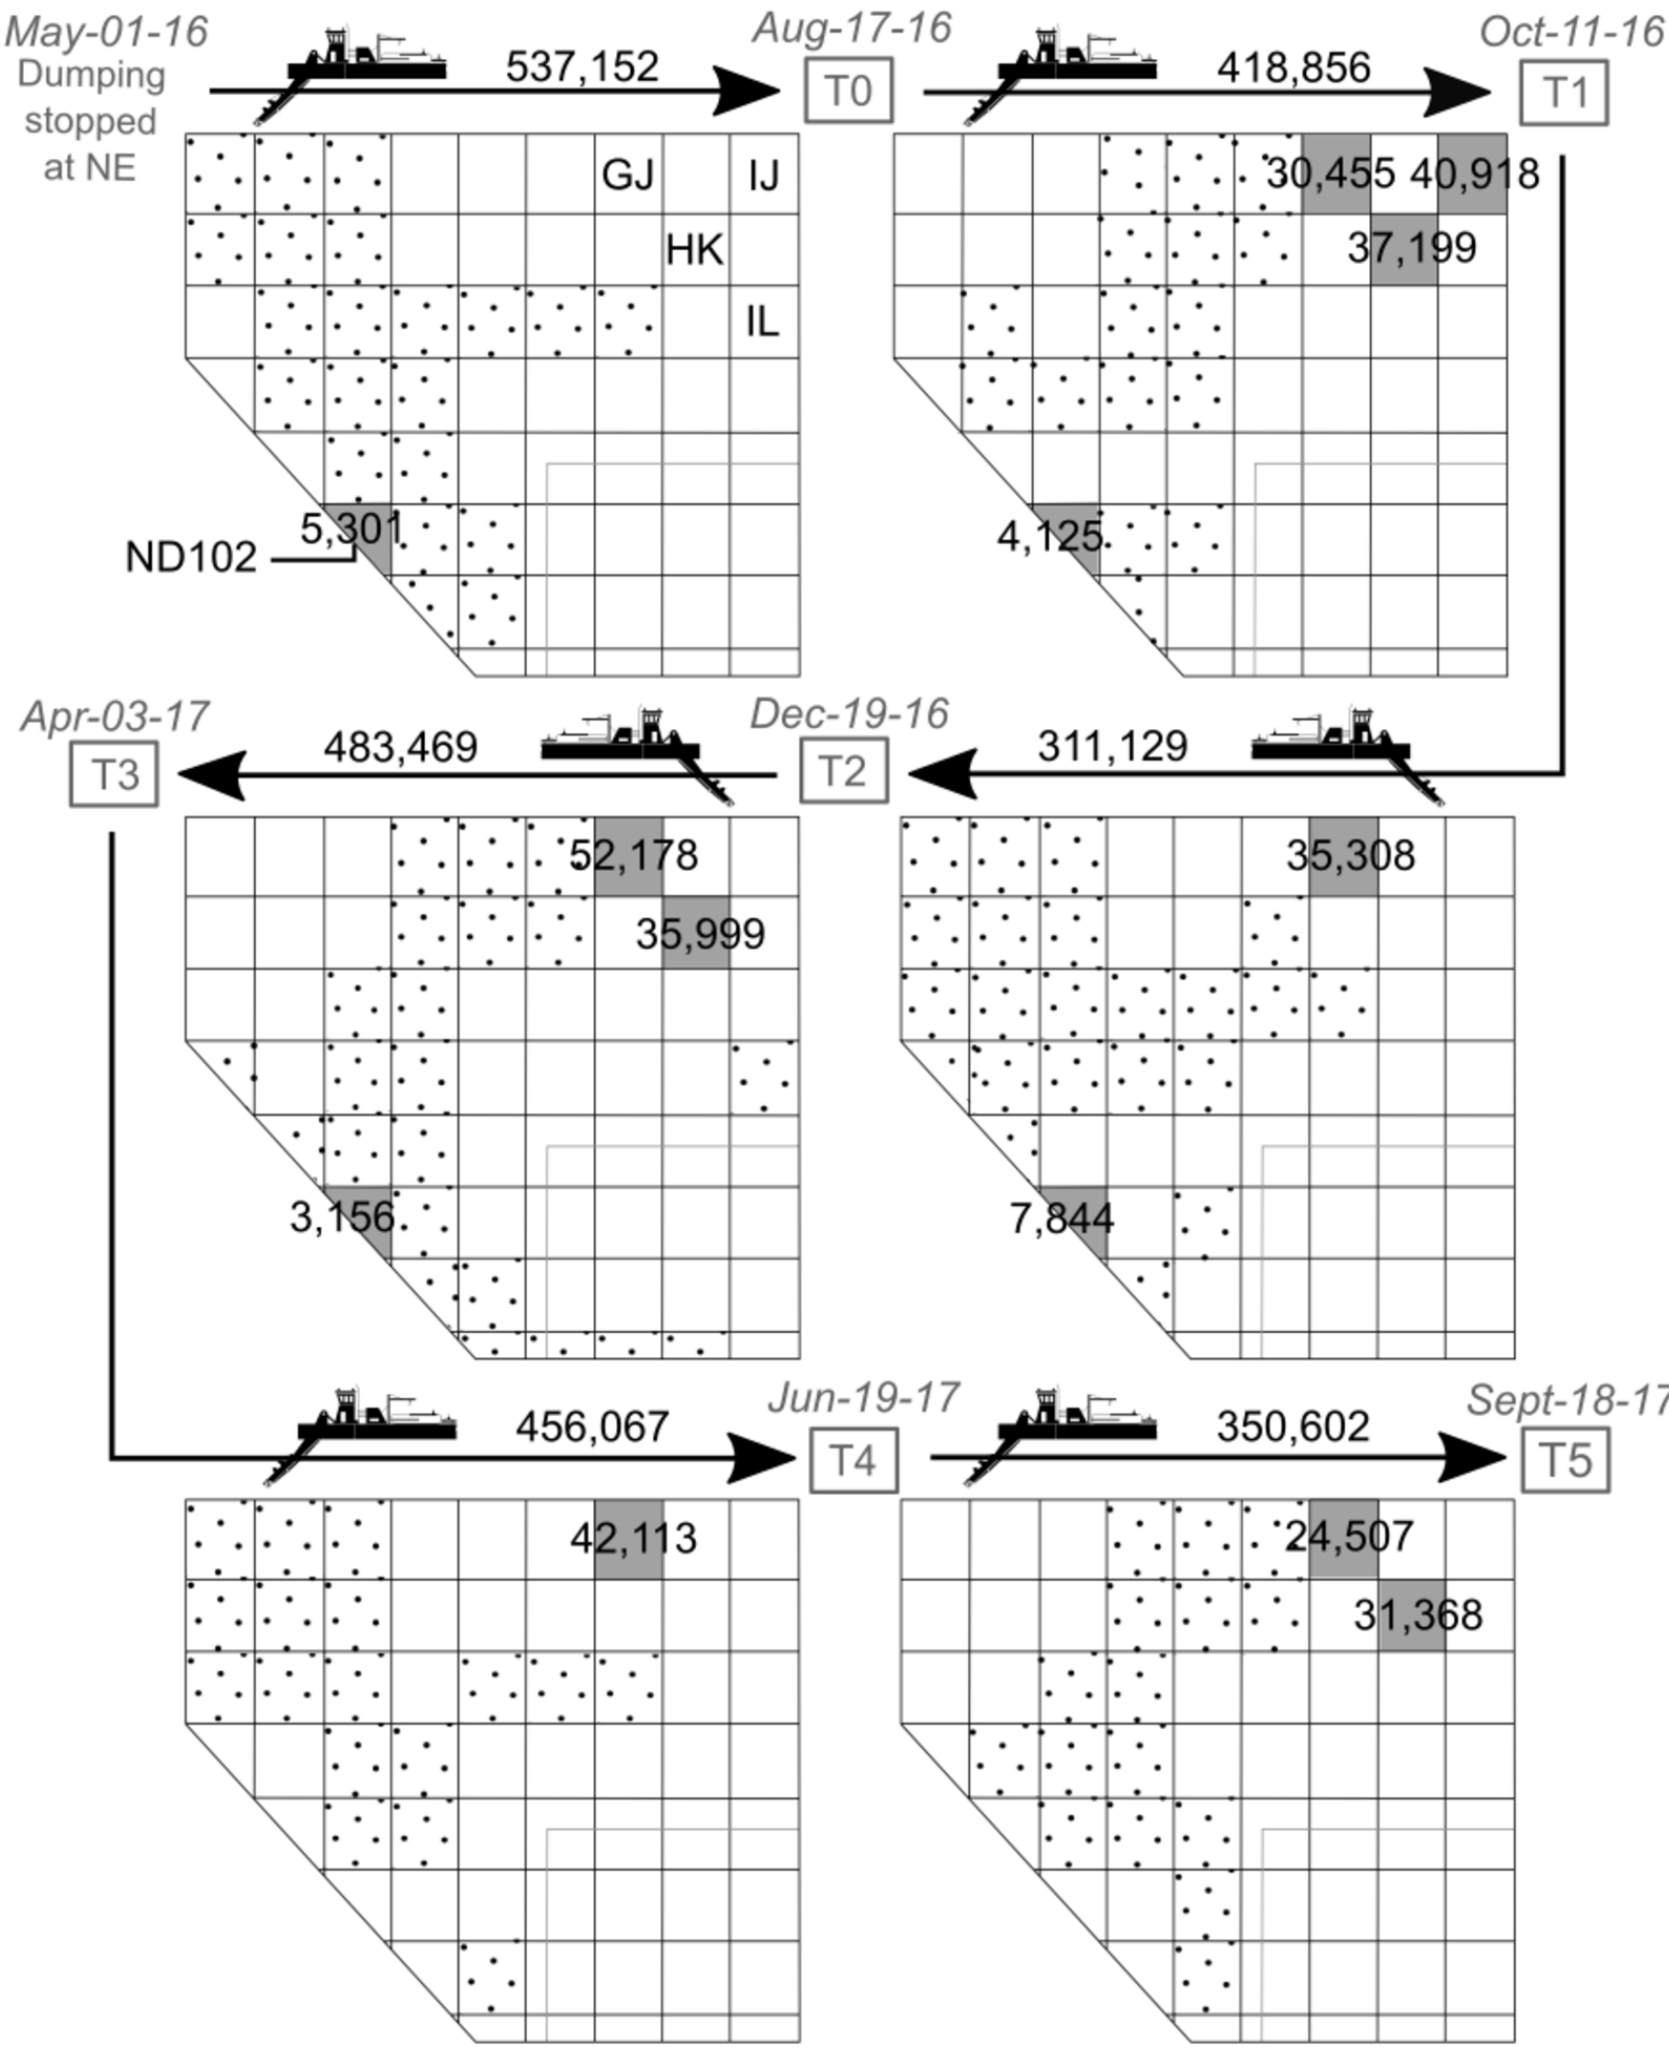 May-01-16
Dumping
stopped
at NE
537,152
Aug-17-16
T0
418,856
Oct-11-16
T1
GJ
IJ
HK
IL
5,301
ND102
30,455
40,918
37,199
4,125
Apr-03-17
T3
483,469
Dec-19-16
T2
311,129
52,178
35,999
3,156
35,308
7,844
456,067
Jun-19-17
T4
350,602
Sept-18-17
T5
42,113
24,507
31,368